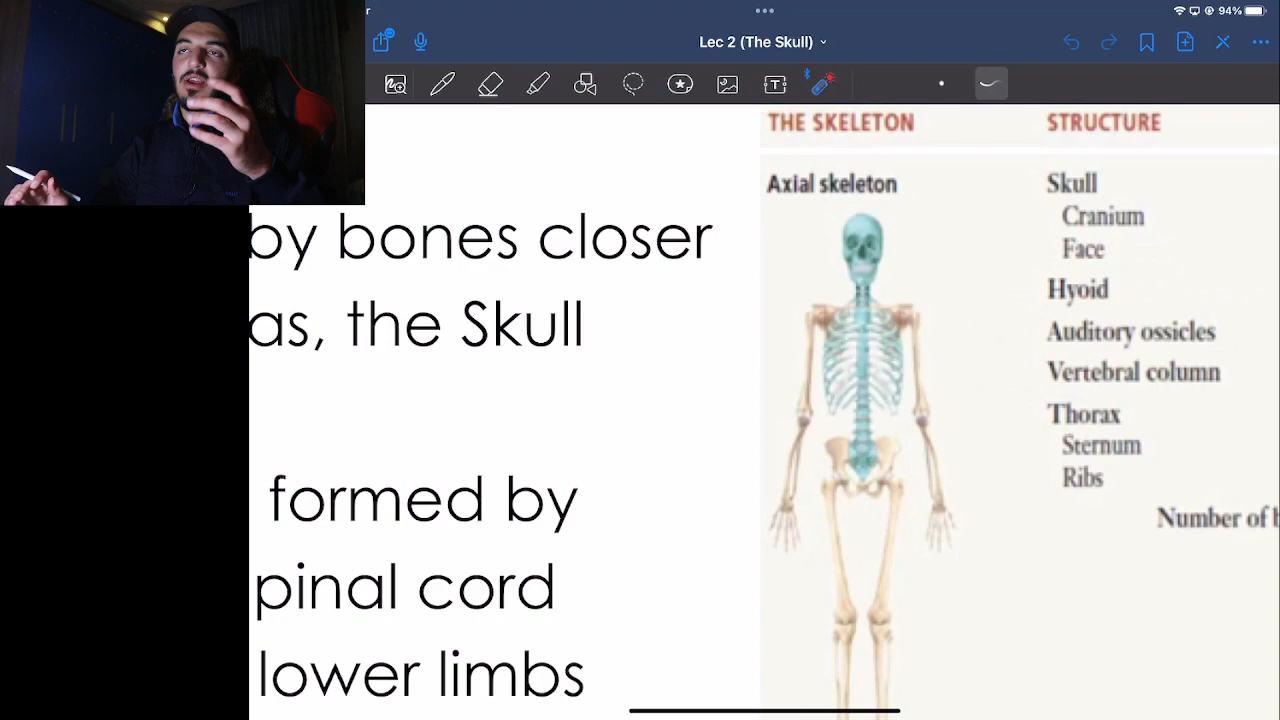 r
94%
Lec 2 (The Skull)
by bones closer
as, the Skull
formed by
pinal cord
lower limbs
THE SKELETON
Axial skeleton
STRUCTURE
Skull
Cranium
Face
Hyoid
Auditory ossicles
Vertebral column
Thorax
Sternum
Ribs
Number of